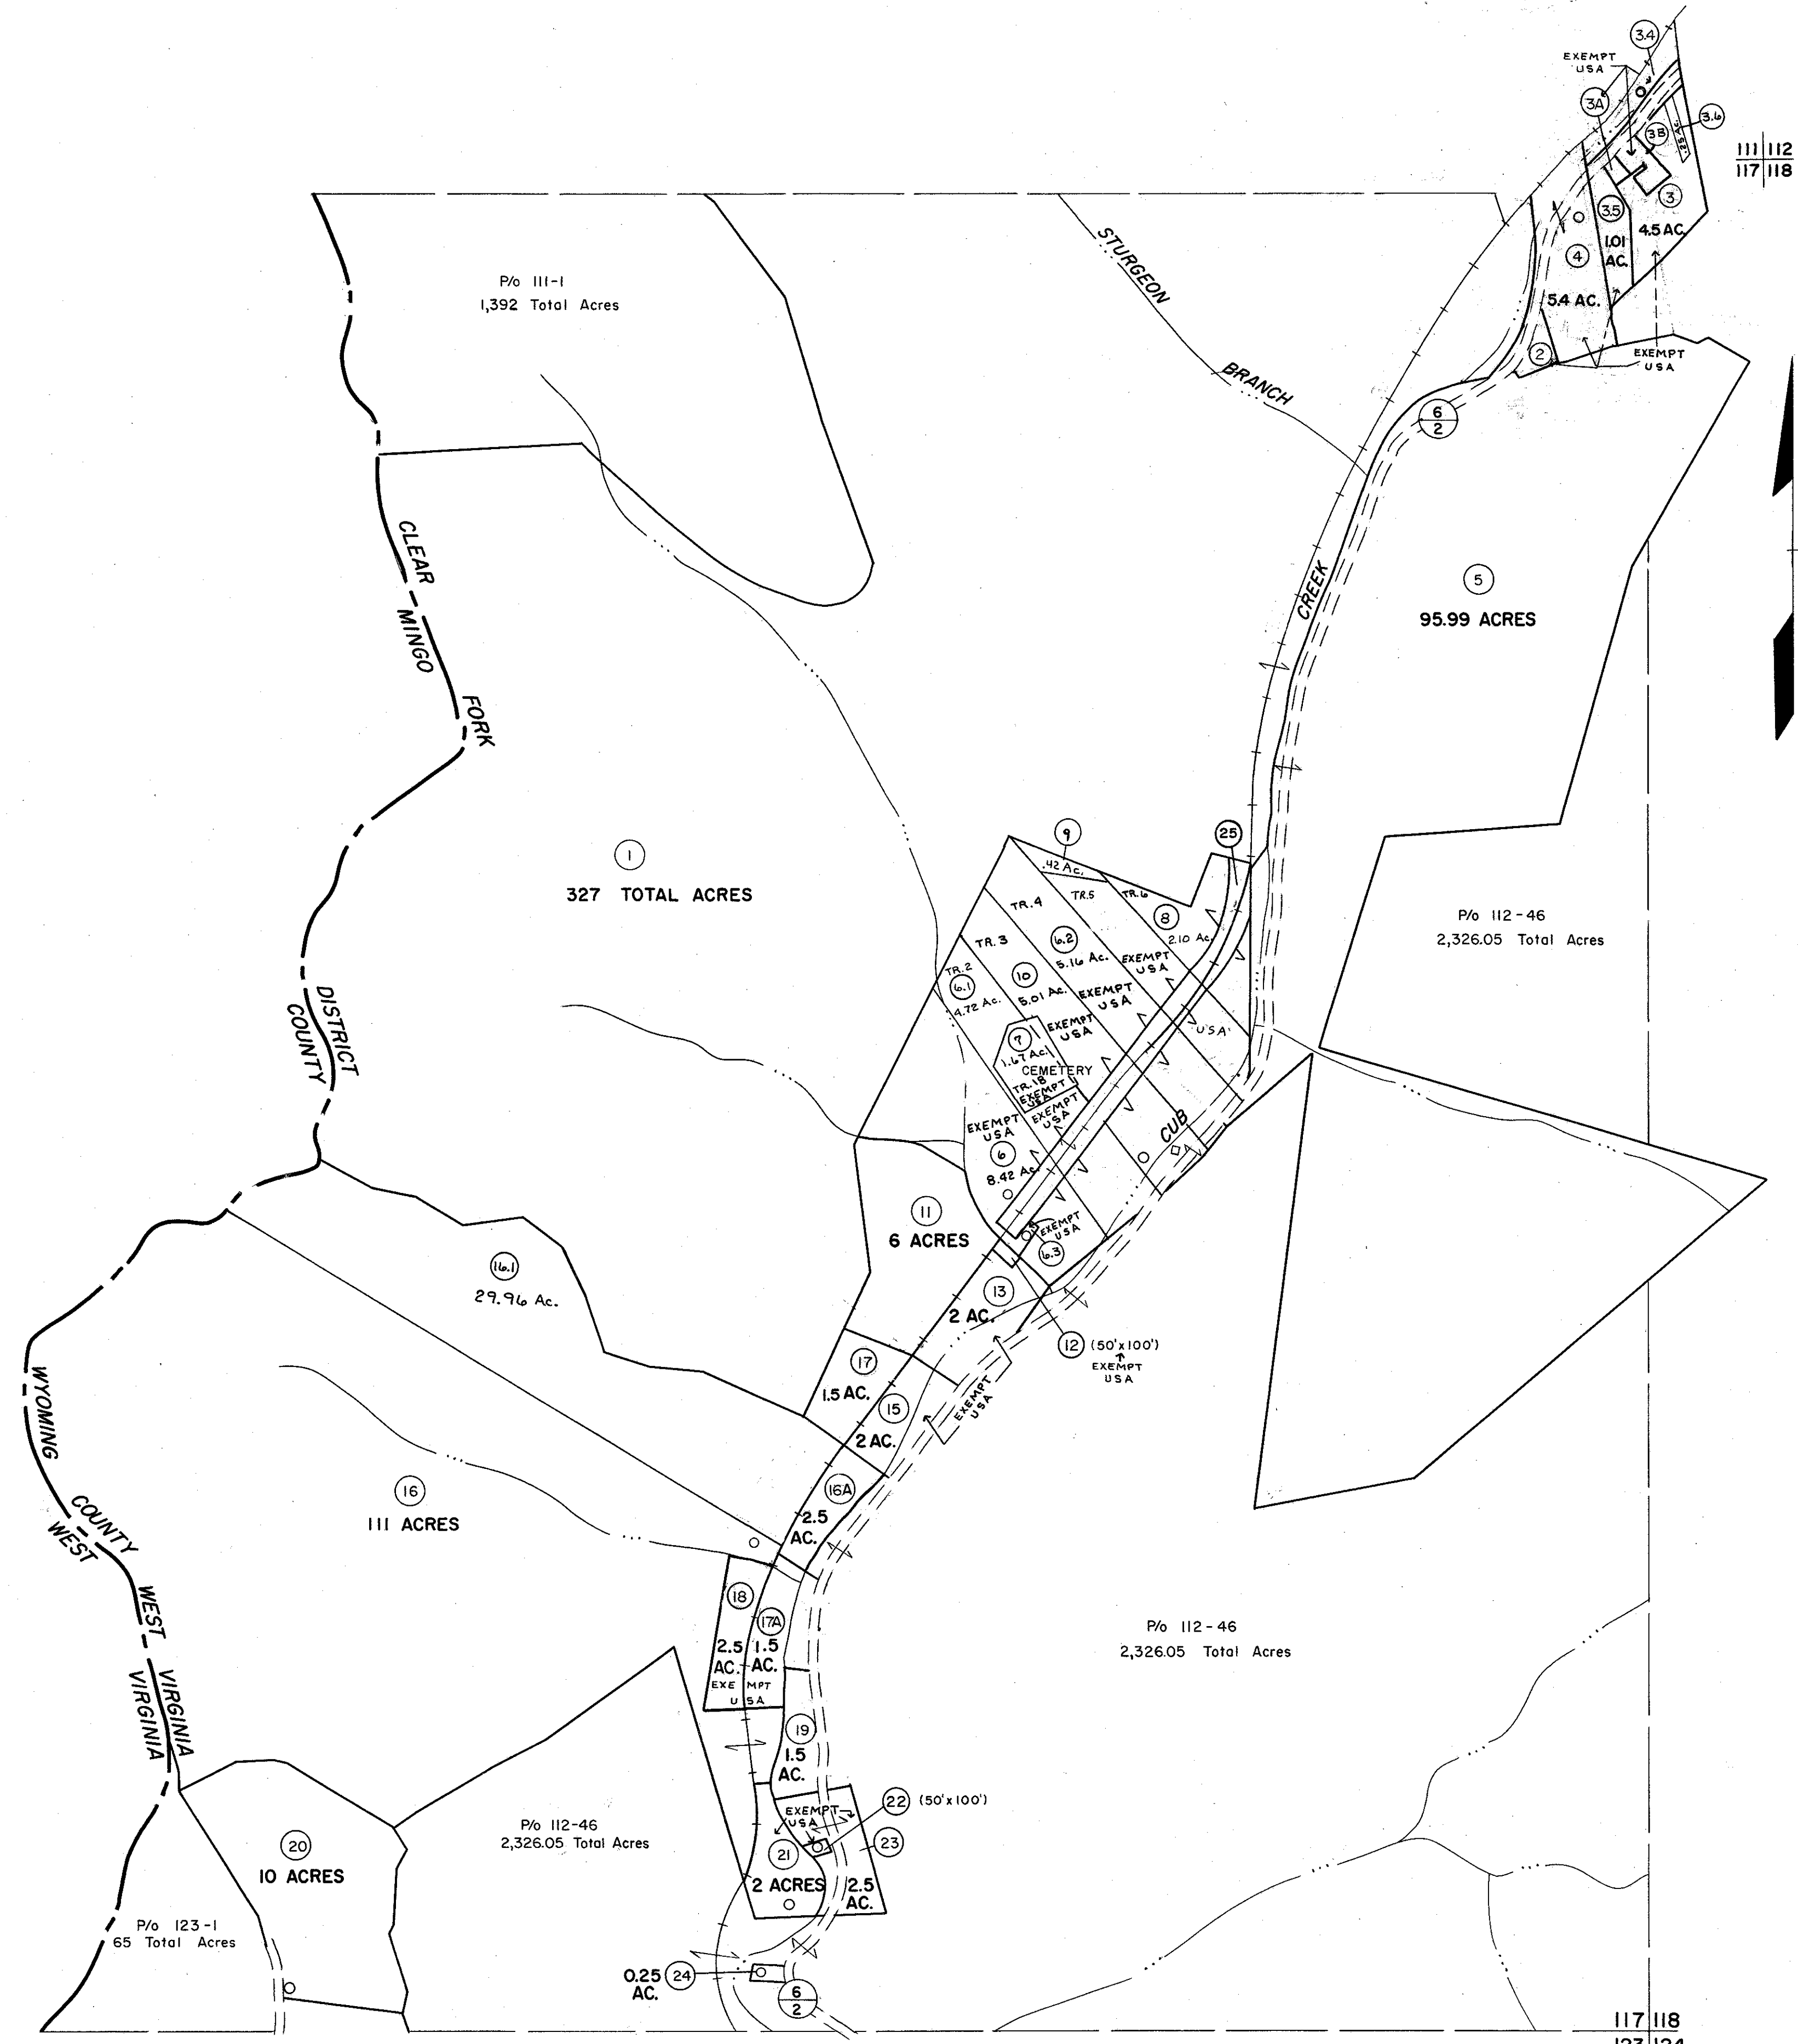 3.4
EXEMPT
USA
3A
3.6
3B
.25 Ac.
111 112
117 118
3
3.5
4.5 AC.
1.01
AC.
4
5.4 AC.
2
EXEMPT
USA
P/o 111-1
1,392 Total Acres
STURGEON
BRANCH
6
2
CLEAR
FORK
MINGO
CREEK
5
95.99 ACRES
1
327 TOTAL ACRES
9
25
.42 Ac.
TR.4
TR.5
TR.6
8
2.10 Ac.
TR.3
6.2
5.16 Ac.
EXEMPT
USA
TR.2
6.1
4.72 Ac.
10
5.01 Ac.
EXEMPT
USA
EXEMPT
USA
USA
7
1.67 Ac.
CEMETERY
TR.1B
EXEMPT
USA
EXEMPT
USA
EXEMPT
USA
6
8.42 Ac.
CUB
P/o 112-46
2,326.05 Total Acres
DISTRICT
COUNTY
11
6 ACRES
EXEMPT
USA
6.3
13
2 AC.
12 (50'x100')
EXEMPT
USA
16.1
29.96 Ac.
17
1.5 AC.
15
2 AC.
EXEMPT
USA
WYOMING
COUNTY
WEST
WEST
VIRGINIA
VIRGINIA
16
111 ACRES
16A
2.5
AC.
18
17A
2.5 1.5
AC. AC.
EXEMPT
USA
P/o 112-46
2,326.05 Total Acres
19
1.5
AC.
22 (50'x100')
EXEMPT
USA
23
21
2 ACRES
2.5
AC.
P/o 112-46
2,326.05 Total Acres
20
10 ACRES
P/o 123-1
65 Total Acres
0.25
AC.
24
6
2
117 118
123 124